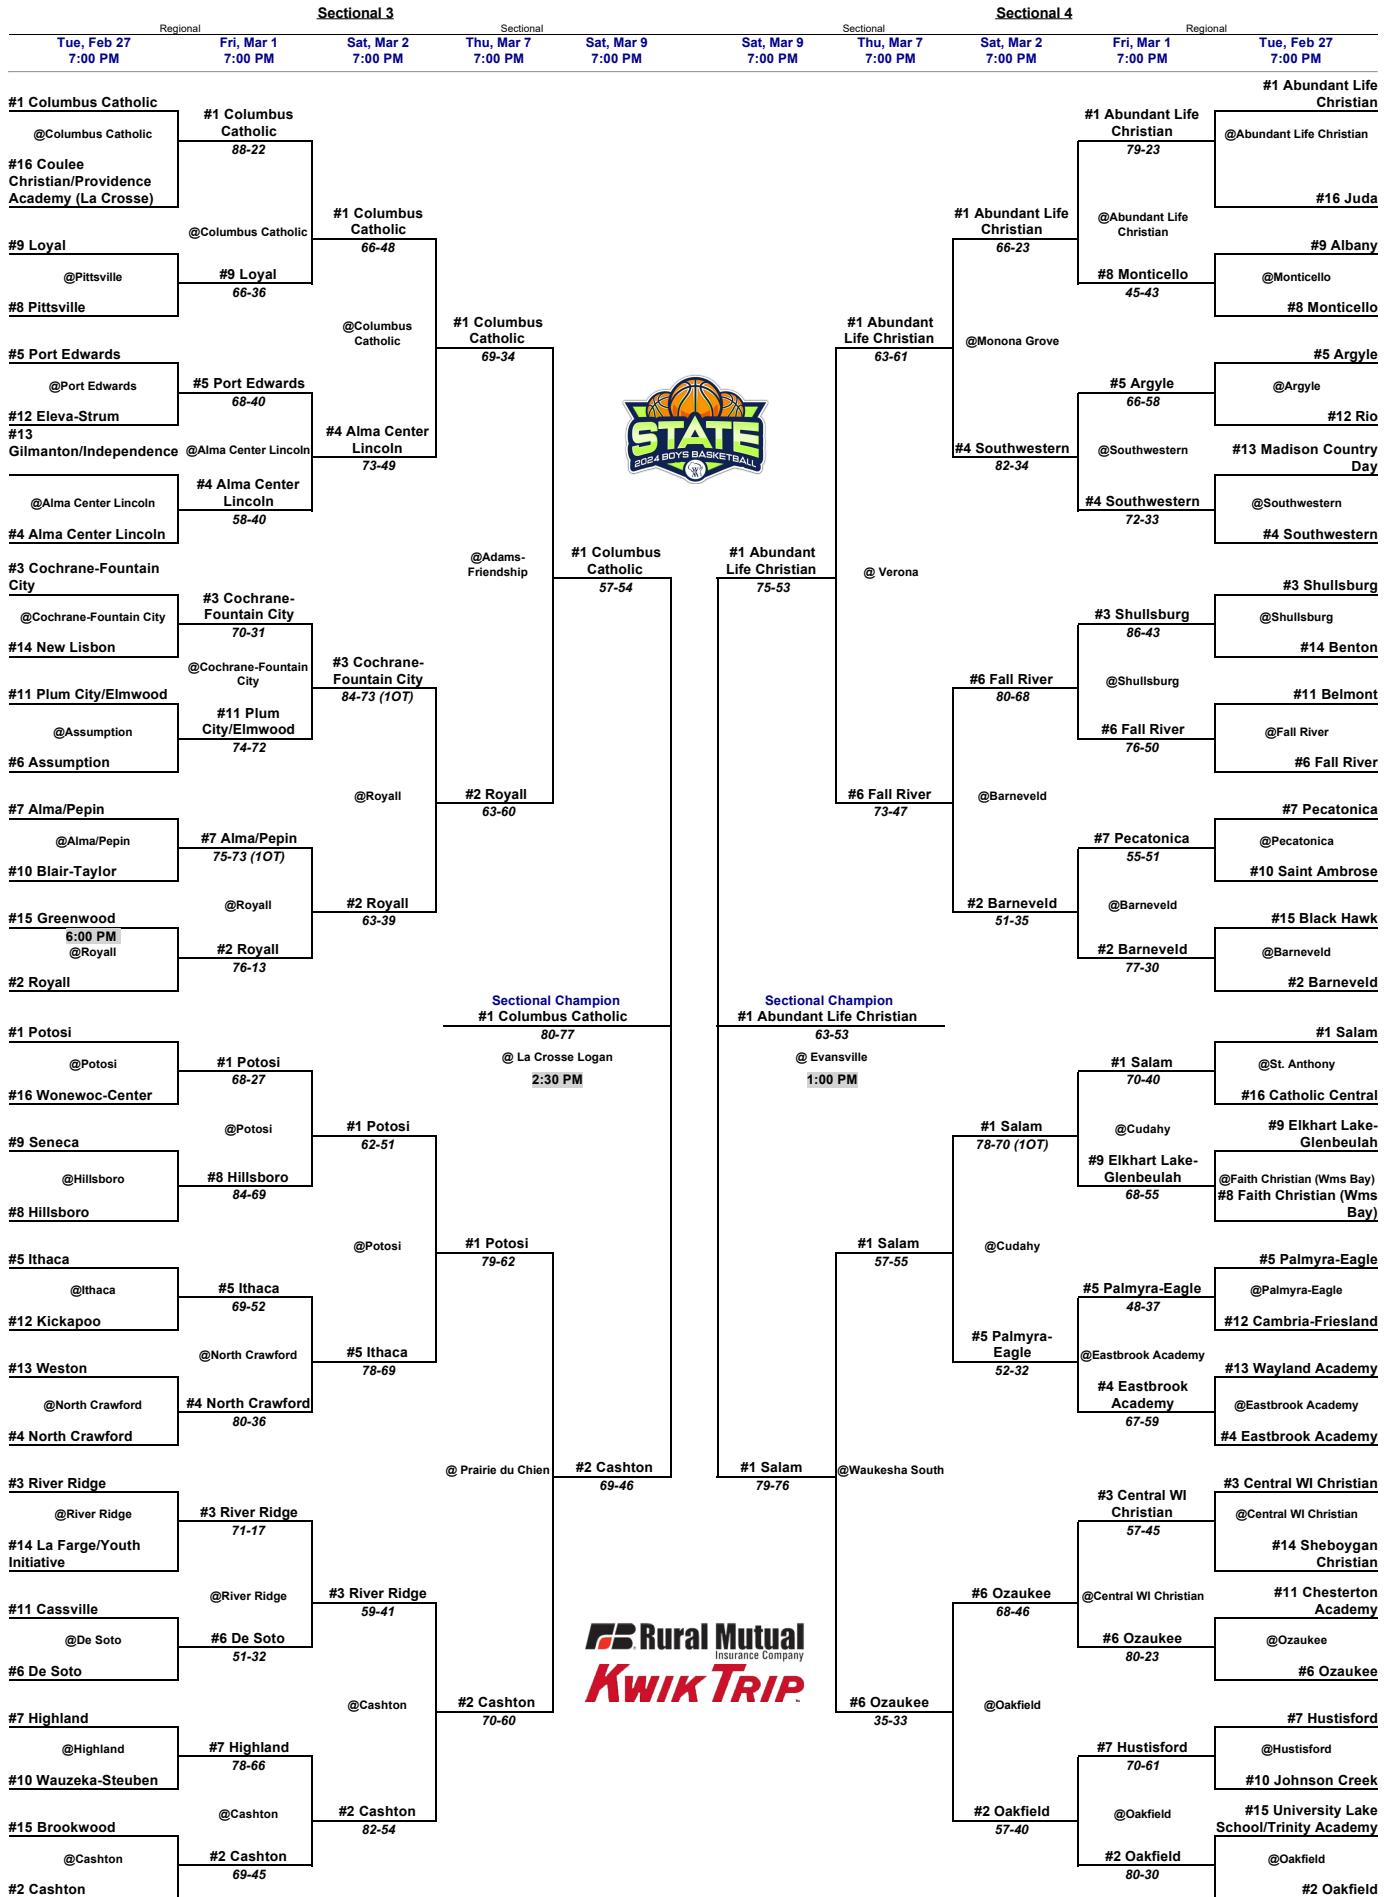 Sectional 3
Regional
Sectional
Tue, Feb 27
7:00 PM
Fri, Mar 1
7:00 PM
Sat, Mar 2
7:00 PM
Thu, Mar 7
7:00 PM
Sat, Mar 9
7:00 PM
Sectional 4
Sectional
Regional
Sat, Mar 9
7:00 PM
Thu, Mar 7
7:00 PM
Sat, Mar 2
7:00 PM
Fri, Mar 1
7:00 PM
Tue, Feb 27
7:00 PM
#1 Columbus Catholic
@Columbus Catholic
#16 Coulee
Christian/Providence
Academy (La Crosse)
#9 Loyal
@Pittsville
#8 Pittsville
#5 Port Edwards
@Port Edwards
#12 Eleva-Strum
#13
Gilmanton/Independence
@Alma Center Lincoln
#4 Alma Center Lincoln
#3 Cochrane-Fountain
City
@Cochrane-Fountain City
#14 New Lisbon
#11 Plum City/Elmwood
@Assumption
#6 Assumption
#7 Alma/Pepin
@Alma/Pepin
#10 Blair-Taylor
#15 Greenwood
6:00 PM
@Royall
#2 Royall
#1 Potosi
@Potosi
#16 Wonewoc-Center
#9 Seneca
@Hillsboro
#8 Hillsboro
#5 Ithaca
@Ithaca
#12 Kickapoo
#13 Weston
@North Crawford
#4 North Crawford
#3 River Ridge
@River Ridge
#14 La Farge/Youth
Initiative
#11 Cassville
@De Soto
#6 De Soto
#7 Highland
@Highland
#10 Wauzeka-Steuben
#15 Brookwood
@Cashton
#2 Cashton
#1 Columbus
Catholic
88-22
@Columbus Catholic
#9 Loyal
66-36
#5 Port Edwards
68-40
@Alma Center Lincoln
#4 Alma Center
Lincoln
58-40
#3 Cochrane-
Fountain City
70-31
@Cochrane-Fountain
City
#11 Plum
City/Elmwood
74-72
#7 Alma/Pepin
75-73 (1OT)
@Royall
#2 Royall
76-13
#1 Potosi
68-27
@Potosi
#8 Hillsboro
84-69
#5 Ithaca
69-52
@North Crawford
#4 North Crawford
80-36
#3 River Ridge
71-17
@River Ridge
#6 De Soto
51-32
#7 Highland
78-66
@Cashton
#2 Cashton
69-45
#1 Columbus
Catholic
66-48
@Columbus
Catholic
#4 Alma Center
Lincoln
73-49
#3 Cochrane-
Fountain City
84-73 (1OT)
@Royall
#2 Royall
63-39
#1 Potosi
62-51
@Potosi
#5 Ithaca
78-69
#3 River Ridge
59-41
@Cashton
#2 Cashton
82-54
#1 Columbus
Catholic
69-34
@Adams-
Friendship
#2 Royall
63-60
#1 Potosi
79-62
@ Prairie du Chien
#2 Cashton
70-60
#1 Columbus
Catholic
57-54
Sectional Champion
#1 Columbus Catholic
80-77
@ La Crosse Logan
2:30 PM
#2 Cashton
69-46
STATE
2024 BOYS BASKETBALL
Rural Mutual
Insurance Company
KWIK TRIP
#1 Abundant
Life Christian
75-53
Sectional Champion
#1 Abundant Life Christian
63-53
@ Evansville
1:00 PM
#1 Salam
79-76
#1 Abundant
Life Christian
63-61
@ Verona
#6 Fall River
73-47
#1 Salam
57-55
@Waukesha South
#6 Ozaukee
35-33
#1 Abundant Life
Christian
66-23
@Monona Grove
#4 Southwestern
82-34
#6 Fall River
80-68
@Barneveld
#2 Barneveld
51-35
#1 Salam
78-70 (1OT)
@Cudahy
#5 Palmyra-
Eagle
52-32
#6 Ozaukee
68-46
@Oakfield
#2 Oakfield
57-40
#1 Abundant Life
Christian
79-23
@Abundant Life
Christian
#8 Monticello
45-43
#5 Argyle
66-58
@Southwestern
#4 Southwestern
72-33
#3 Shullsburg
86-43
@Shullsburg
#6 Fall River
76-50
#7 Pecatonica
55-51
@Barneveld
#2 Barneveld
77-30
#1 Salam
70-40
@Cudahy
#9 Elkhart Lake-
Glenbeulah
68-55
#5 Palmyra-Eagle
48-37
@Eastbrook Academy
#4 Eastbrook
Academy
67-59
#3 Central WI
Christian
57-45
@Central WI Christian
#6 Ozaukee
80-23
#7 Hustisford
70-61
@Oakfield
#2 Oakfield
80-30
#1 Abundant Life
Christian
@Abundant Life Christian
#16 Juda
#9 Albany
@Monticello
#8 Monticello
#5 Argyle
@Argyle
#12 Rio
#13 Madison Country
Day
@Southwestern
#4 Southwestern
#3 Shullsburg
@Shullsburg
#14 Benton
#11 Belmont
@Fall River
#6 Fall River
#7 Pecatonica
@Pecatonica
#10 Saint Ambrose
#15 Black Hawk
@Barneveld
#2 Barneveld
#1 Salam
@St. Anthony
#16 Catholic Central
#9 Elkhart Lake-
Glenbeulah
@Faith Christian (Wms Bay)
#8 Faith Christian (Wms
Bay)
#5 Palmyra-Eagle
@Palmyra-Eagle
#12 Cambria-Friesland
#13 Wayland Academy
@Eastbrook Academy
#4 Eastbrook Academy
#3 Central WI Christian
@Central WI Christian
#14 Sheboygan
Christian
#11 Chesterton
Academy
@Ozaukee
#6 Ozaukee
#7 Hustisford
@Hustisford
#10 Johnson Creek
#15 University Lake
School/Trinity Academy
@Oakfield
#2 Oakfield